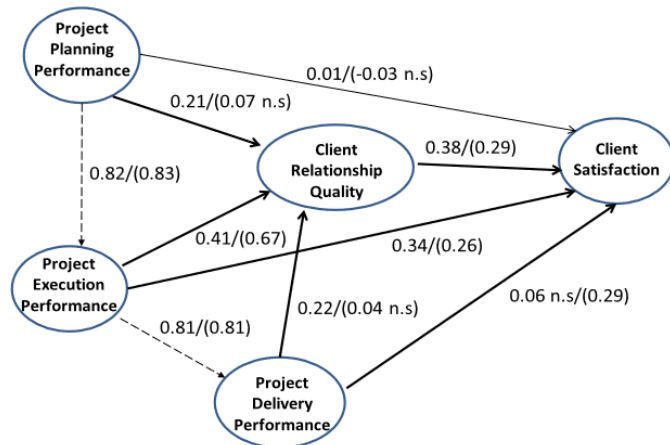 Project
Planning
Performance
0.01/(-0.03 n.s)
0.21/(0.07 n.s)
Client
Relationship
Quality
0.38/(0.29)
Client
Satisfaction
0.82/(0.83)
0.41/(0.67)
0.34/(0.26)
Project
Execution
Performance
0.22/(0.04 n.s)
0.06 n.s/(0.29)
0.81/(0.81)
Project
Delivery
Performance